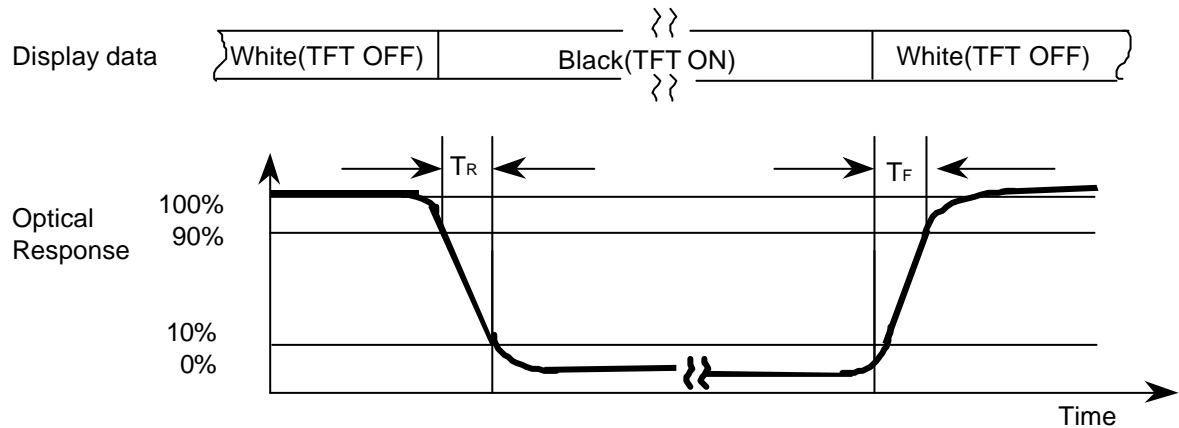 Display data
White(TFT OFF)
Black(TFT ON)
White(TFT OFF)
TR
TF
Optical
Response
100%
90%
10%
0%
Time